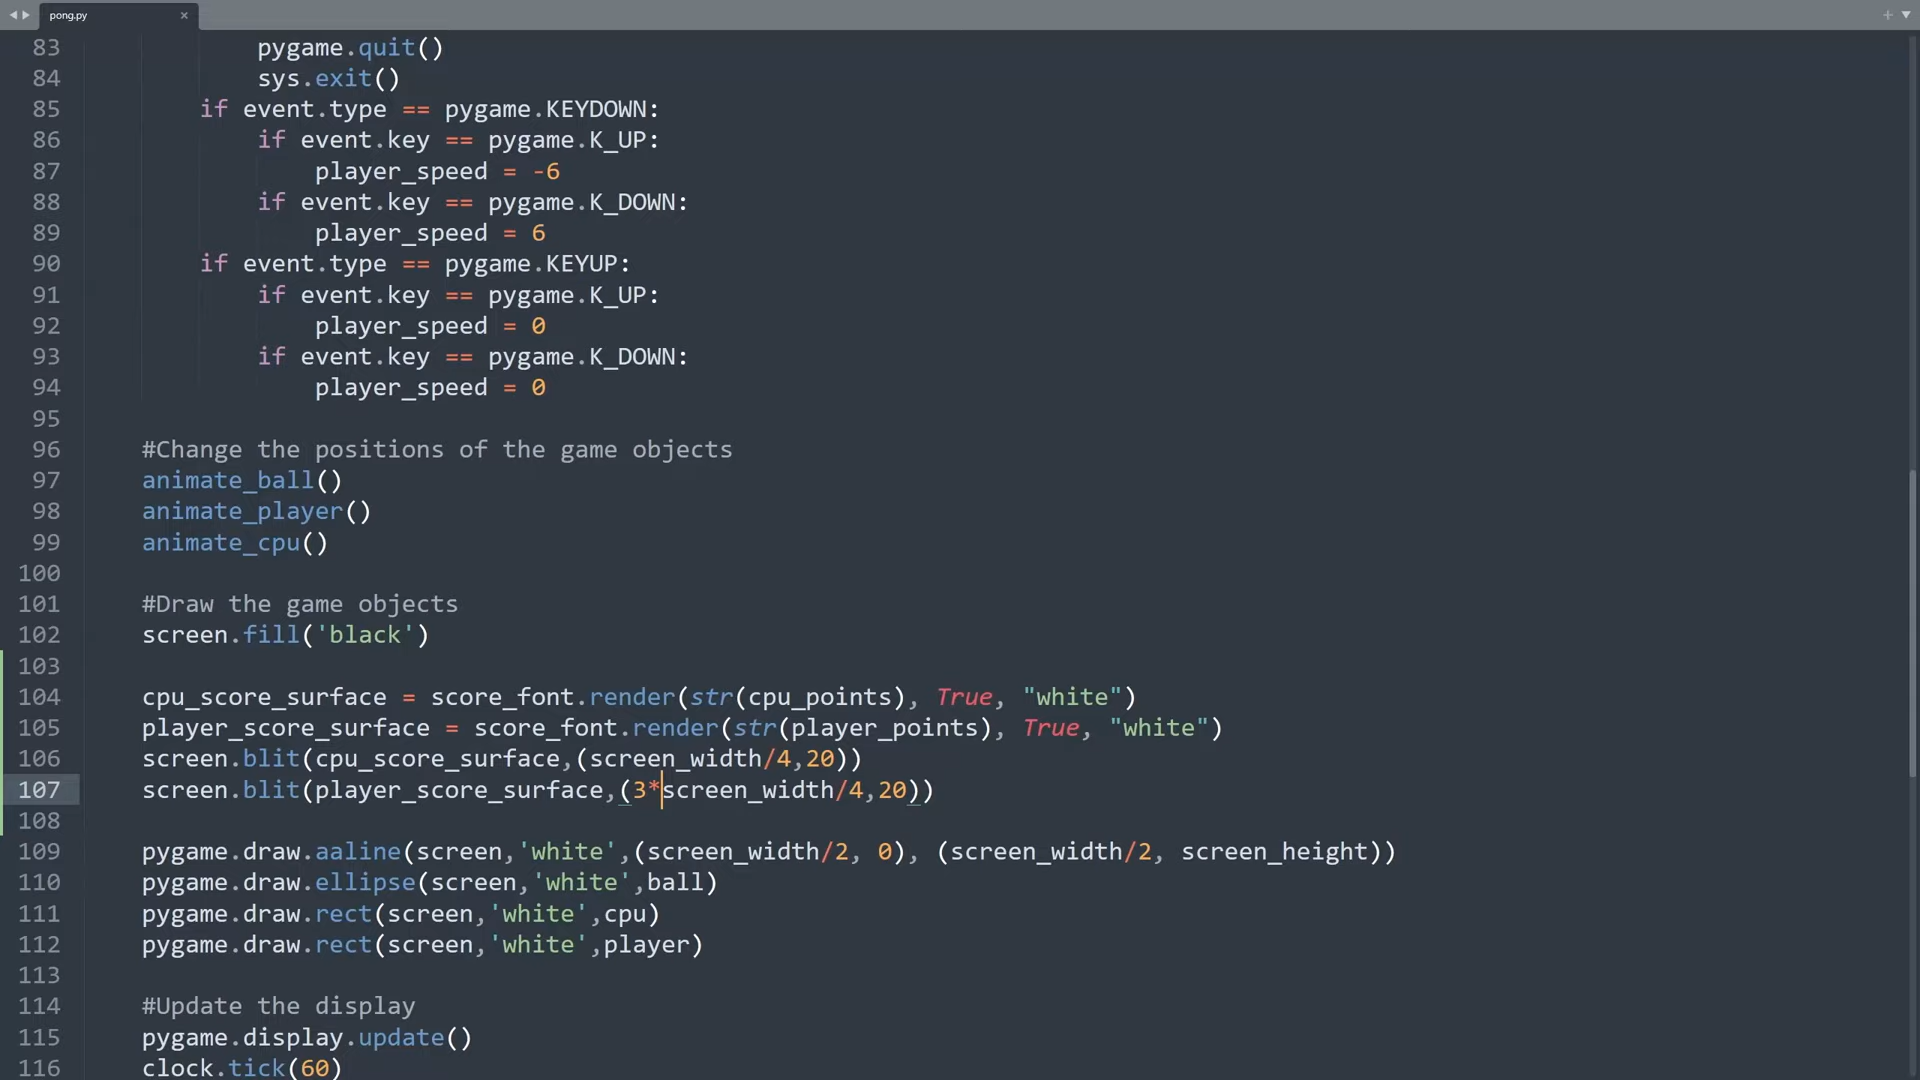 pong.py
83 pygame.quit()
84 sys.exit()
85 if event.type == pygame.KEYDOWN:
86 if event.key == pygame.K_UP:
87 player_speed = -6
88 if event.key == pygame.K_DOWN:
89 player_speed = 6
90 if event.type == pygame.KEYUP:
91 if event.key == pygame.K_UP:
92 player_speed = 0
93 if event.key == pygame.K_DOWN:
94 player_speed = 0
95
96 #Change the positions of the game objects
97 animate_ball()
98 animate_player()
99 animate_cpu()
100
101 #Draw the game objects
102 screen.fill('black')
103
104 cpu_score_surface = score_font.render(str(cpu_points), True, "white")
105 player_score_surface = score_font.render(str(player_points), True, "white")
106 screen.blit(cpu_score_surface,(screen_width/4,20))
107 screen.blit(player_score_surface,(3*screen_width/4,20))
108
109 pygame.draw.aaline(screen,'white',(screen_width/2, 0), (screen_width/2, screen_height))
110 pygame.draw.ellipse(screen,'white',ball)
111 pygame.draw.rect(screen,'white',cpu)
112 pygame.draw.rect(screen,'white',player)
113
114 #Update the display
115 pygame.display.update()
116 clock.tick(60)